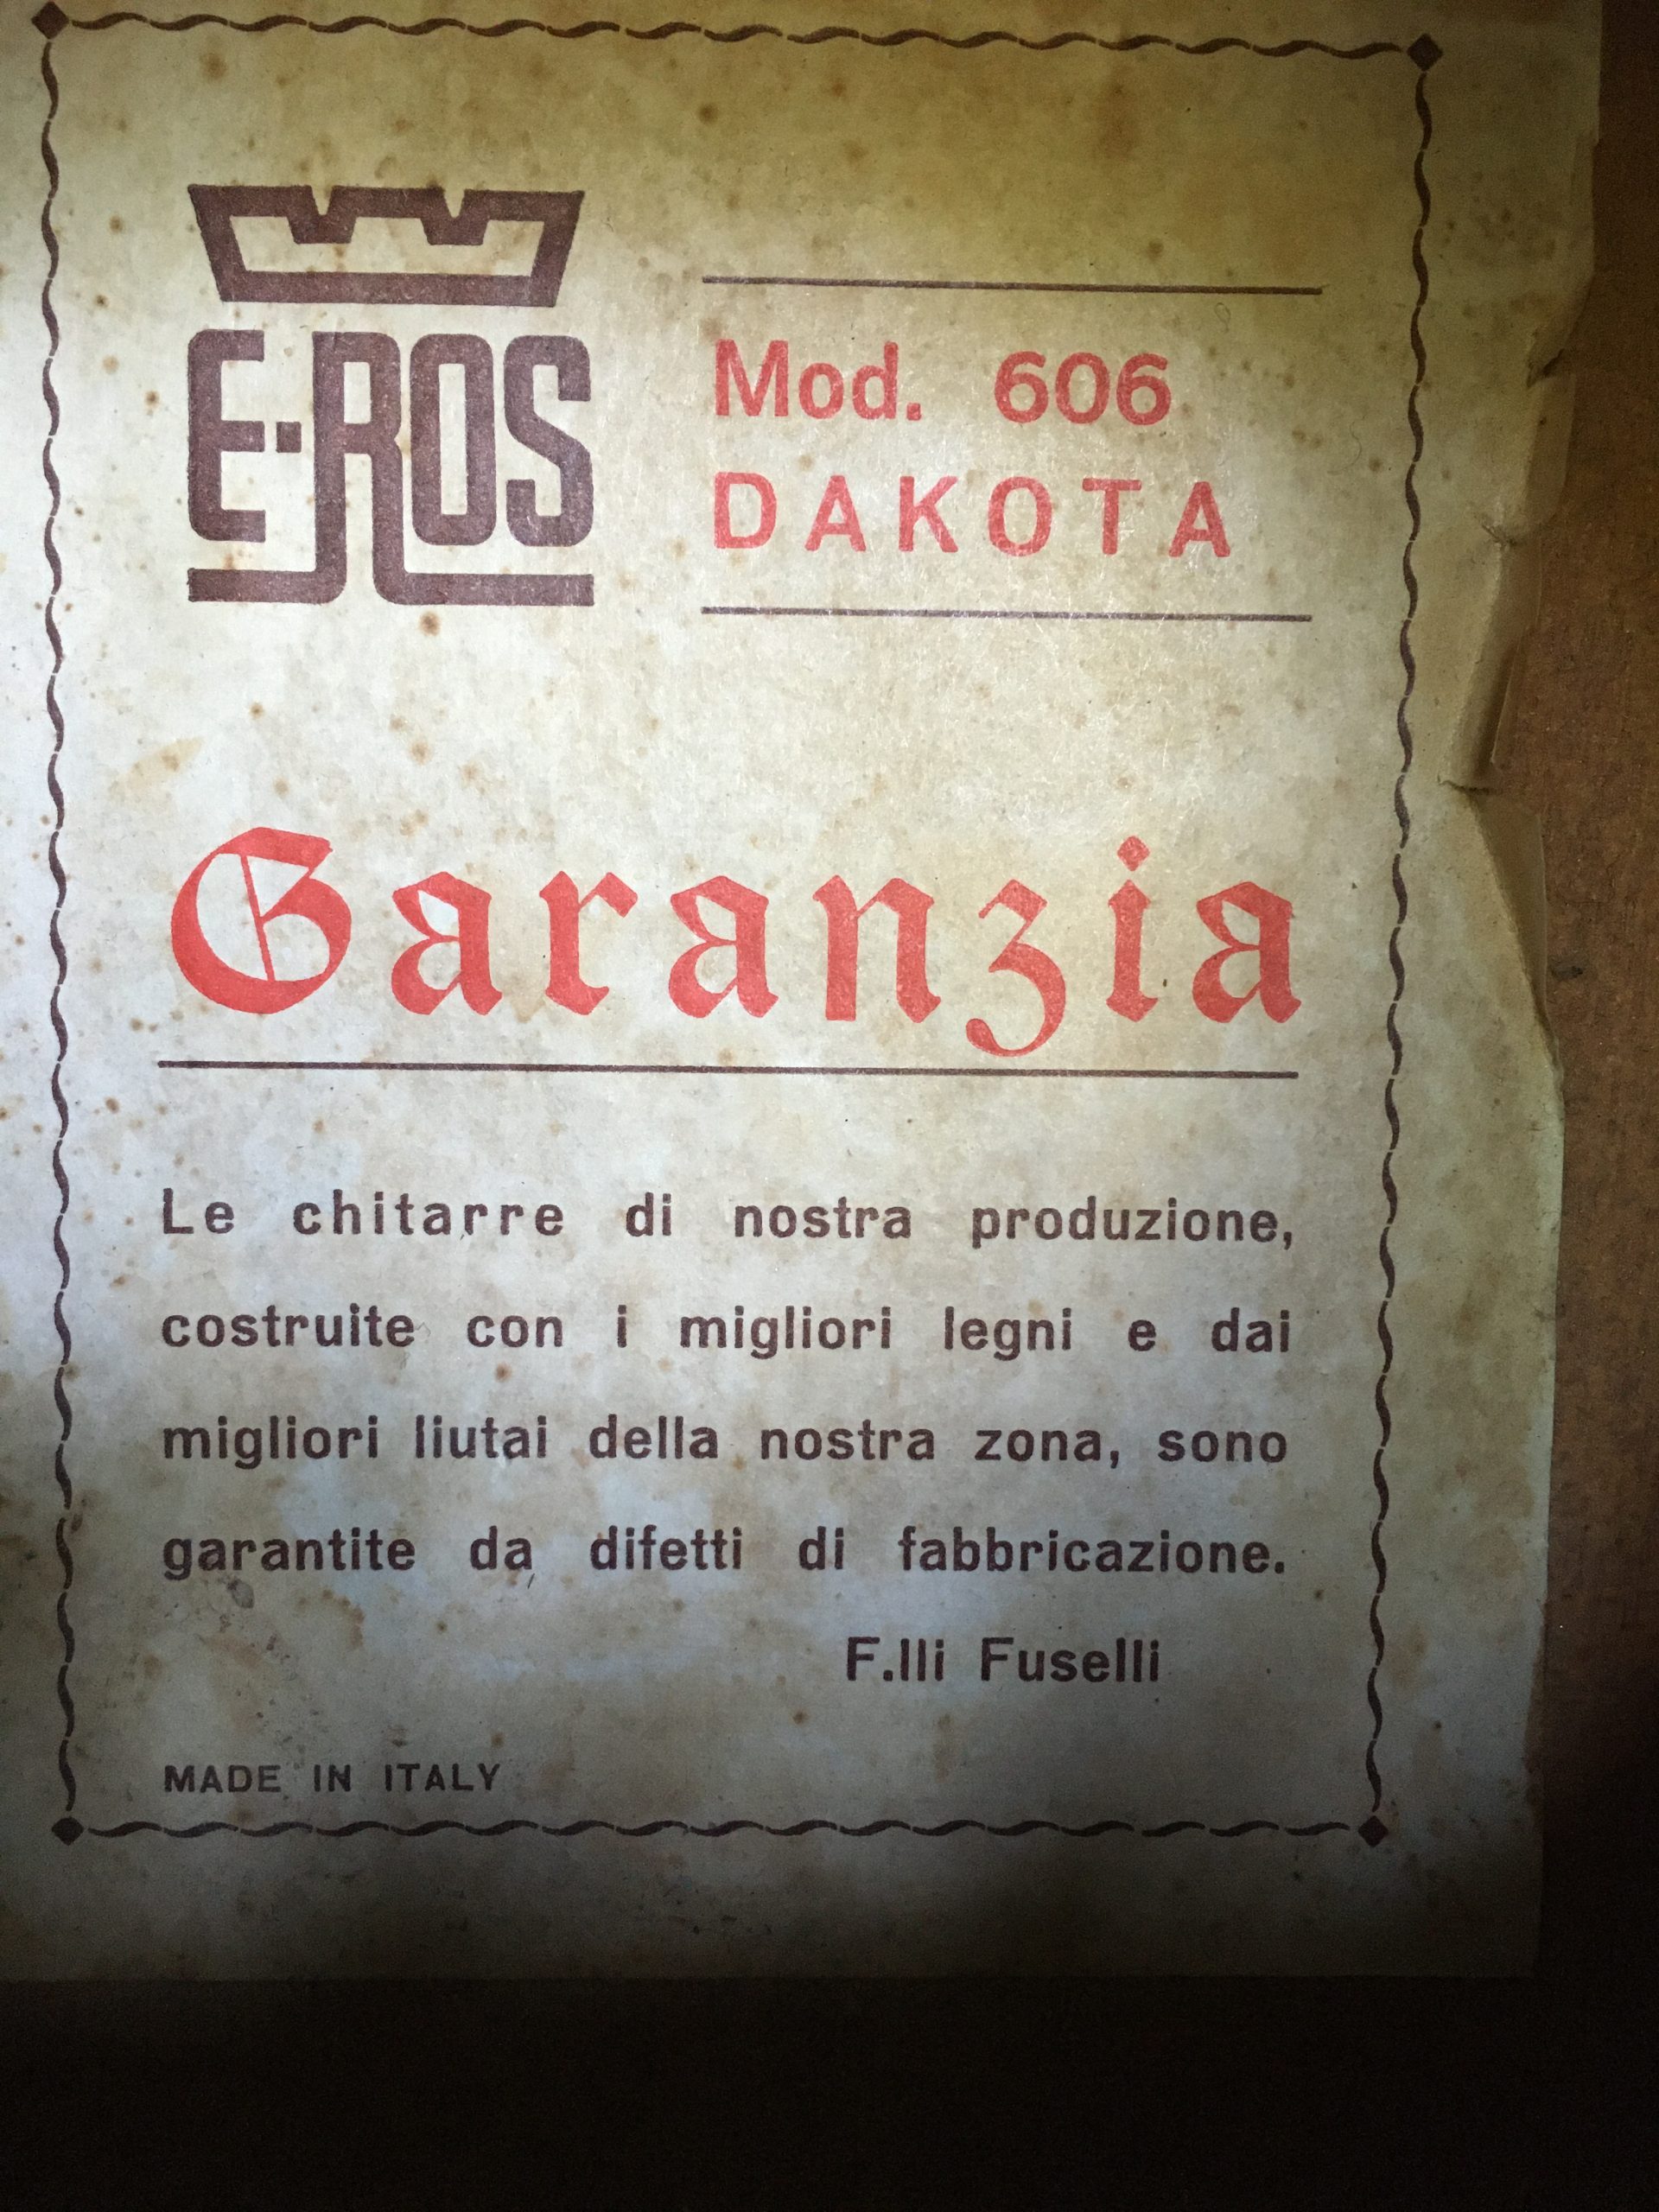 E-ROS
Mod. 606
DAKOTA
Garanzia
Le chitarre di nostra produzione,
costruite con i migliori legni e dai
migliori liutai della nostra zona, sono
garantite da difetti di fabbricazione.
F.lli Fuselli
MADE IN ITALY